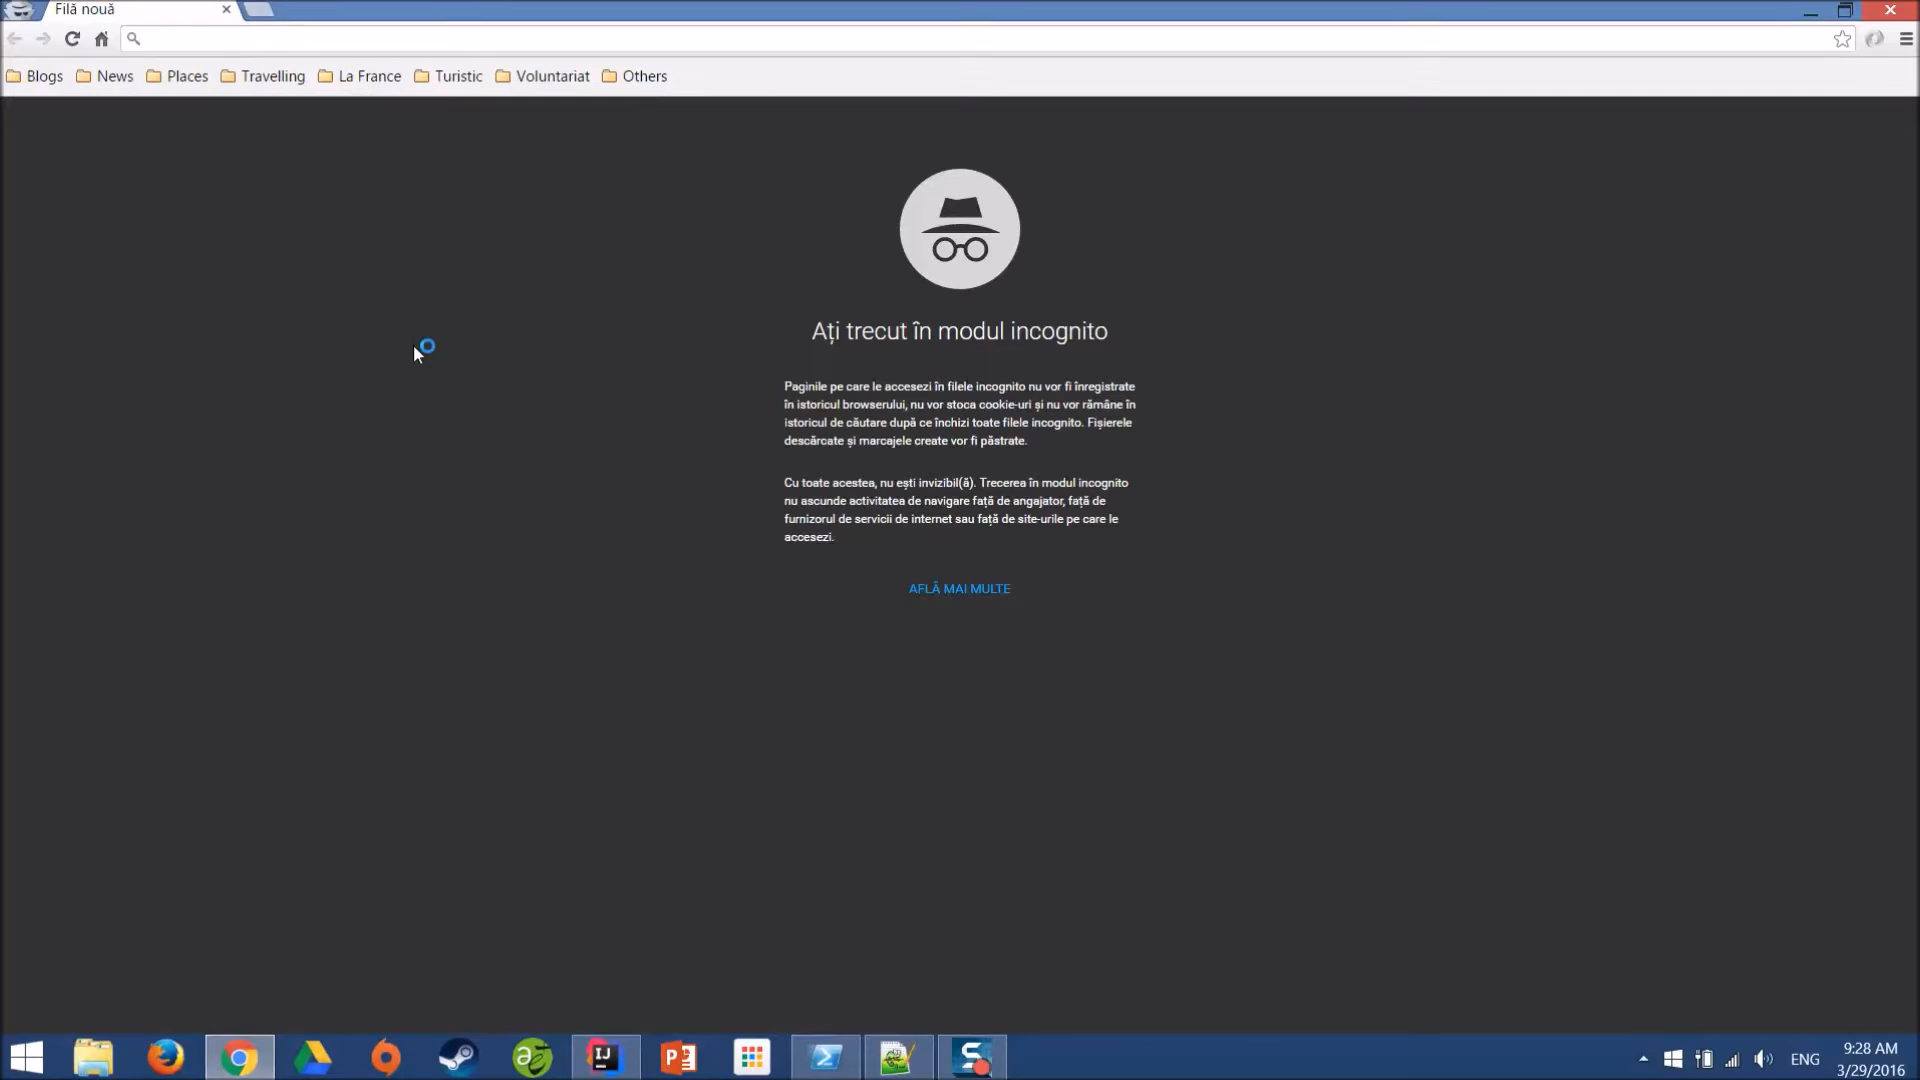 Filă nouă
Blogs News Places Travelling La France Turistic Voluntariat Others
Ați trecut în modul incognito
Paginile pe care le accesezi în filele incognito nu vor fi înregistrate
în istoricul browserului, nu vor stoca cookie-uri și nu vor rămâne în
istoricul de căutare după ce închizi toate filele incognito. Fișierele
descărcate și marcajele create vor fi păstrate.
Cu toate acestea, nu ești invizibil(ă). Trecerea în modul incognito
nu ascunde activitatea de navigare față de angajator, față de
furnizorul de servicii de internet sau față de site-urile pe care le
accesezi.
AFLĂ MAI MULTE
IJ
ENG
9:28 AM
3/29/2016